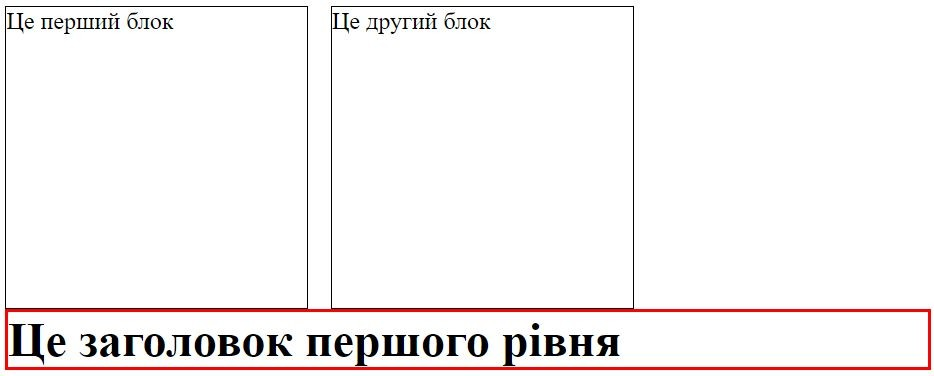 Це перший блок
Це другий блок
Це заголовок першого рівня